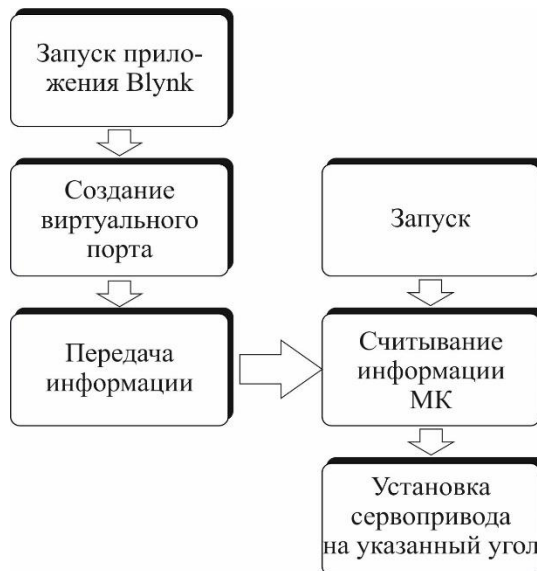 Запуск прило-
жения Blynk
Создание
виртуального
порта
Запуск
Передача
информации
Считывание
информации
МК
Установка
сервопривода
на указанный угол